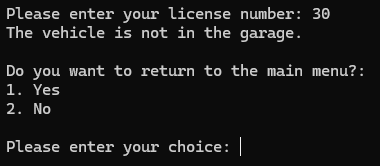 Please enter your license number: 30
The vehicle is not in the garage.
Do you want to return to the main menu?:
1. Yes
2. No
Please enter your choice: